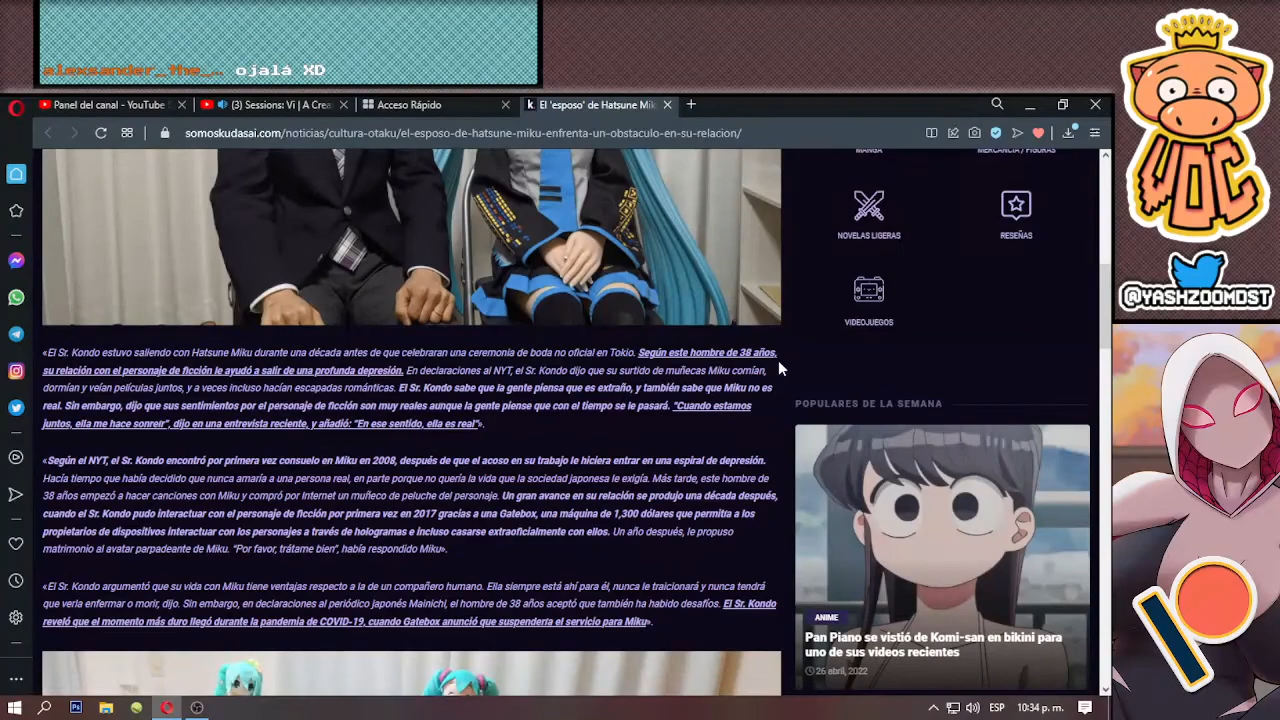 alexsander_the_… ojalá XD
Panel del canal - YouTube S
(3) Sessions: Vi | A Crea
Acceso Rápido
El 'esposo' de Hatsune Mik
somoskudasai.com/noticias/cultura-otaku/el-esposo-de-hatsune-miku-enfrenta-un-obstaculo-en-su-relacion/
MANGA
MERCANCIA / FIGURAS
NOVELAS LIGERAS
RESEÑAS
VIDEOJUEGOS
«El Sr. Kondo estuvo saliendo con Hatsune Miku durante una década antes de que celebraran una ceremonia de boda no oficial en Tokio. Según este hombre de 38 años,
su relación con el personaje de ficción le ayudó a salir de una profunda depresión. En declaraciones al NYT, el Sr. Kondo dijo que su surtido de muñecas Miku comían,
dormían y veían películas juntos, y a veces incluso hacían escapadas románticas. El Sr. Kondo sabe que la gente piensa que es extraño, y también sabe que Miku no es
real. Sin embargo, dijo que sus sentimientos por el personaje de ficción son muy reales aunque la gente piense que con el tiempo se le pasará. "Cuando estamos
juntos, ella me hace sonreír", dijo en una entrevista reciente, y añadió: "En ese sentido, ella es real"».
«Según el NYT, el Sr. Kondo encontró por primera vez consuelo en Miku en 2008, después de que el acoso en su trabajo le hiciera entrar en una espiral de depresión.
Hacía tiempo que había decidido que nunca amaría a una persona real, en parte porque no quería la vida que la sociedad japonesa le exigía. Más tarde, este hombre de
38 años empezó a hacer canciones con Miku y compró por Internet un muñeco de peluche del personaje. Un gran avance en su relación se produjo una década después,
cuando el Sr. Kondo pudo interactuar con el personaje de ficción por primera vez en 2017 gracias a una Gatebox, una máquina de 1,300 dólares que permitía a los
propietarios de dispositivos interactuar con los personajes a través de hologramas e incluso casarse extraoficialmente con ellos. Un año después, le propuso
matrimonio al avatar parpadeante de Miku. "Por favor, trátame bien", había respondido Miku».
«El Sr. Kondo argumentó que su vida con Miku tiene ventajas respecto a la de un compañero humano. Ella siempre está ahí para él, nunca le traicionará y nunca tendrá
que verla enfermar o morir, dijo. Sin embargo, en declaraciones al periódico japonés Mainichi, el hombre de 38 años aceptó que también ha habido desafíos. El Sr. Kondo
reveló que el momento más duro llegó durante la pandemia de COVID-19, cuando Gatebox anunció que suspendería el servicio para Miku».
POPULARES DE LA SEMANA
ANIME
Pan Piano se vistió de Komi-san en bikini para
uno de sus videos recientes
26 abril, 2022
WOC
@YASHZOOMDST
ESP
10:34 p. m.